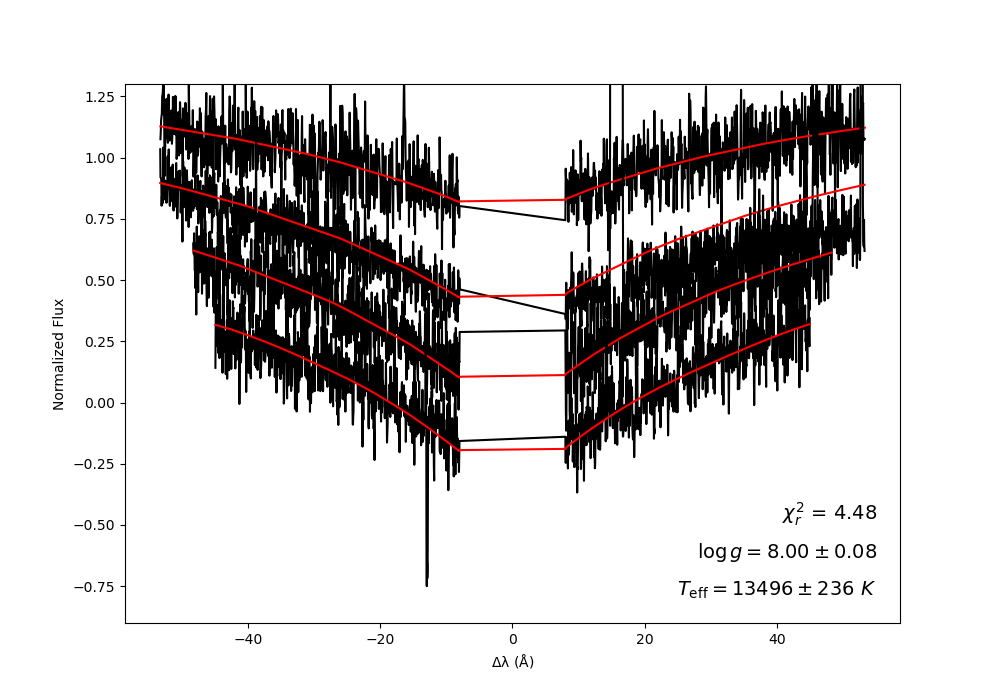 Normalized Flux
1.25
1.00
0.75
0.50
0.25
0.00
−0.25
−0.50
−0.75
χ²ᵣ = 4.48
log g = 8.00 ± 0.08
T_eff = 13496 ± 236 K
−40 −20 0 20 40
Δλ (Å)